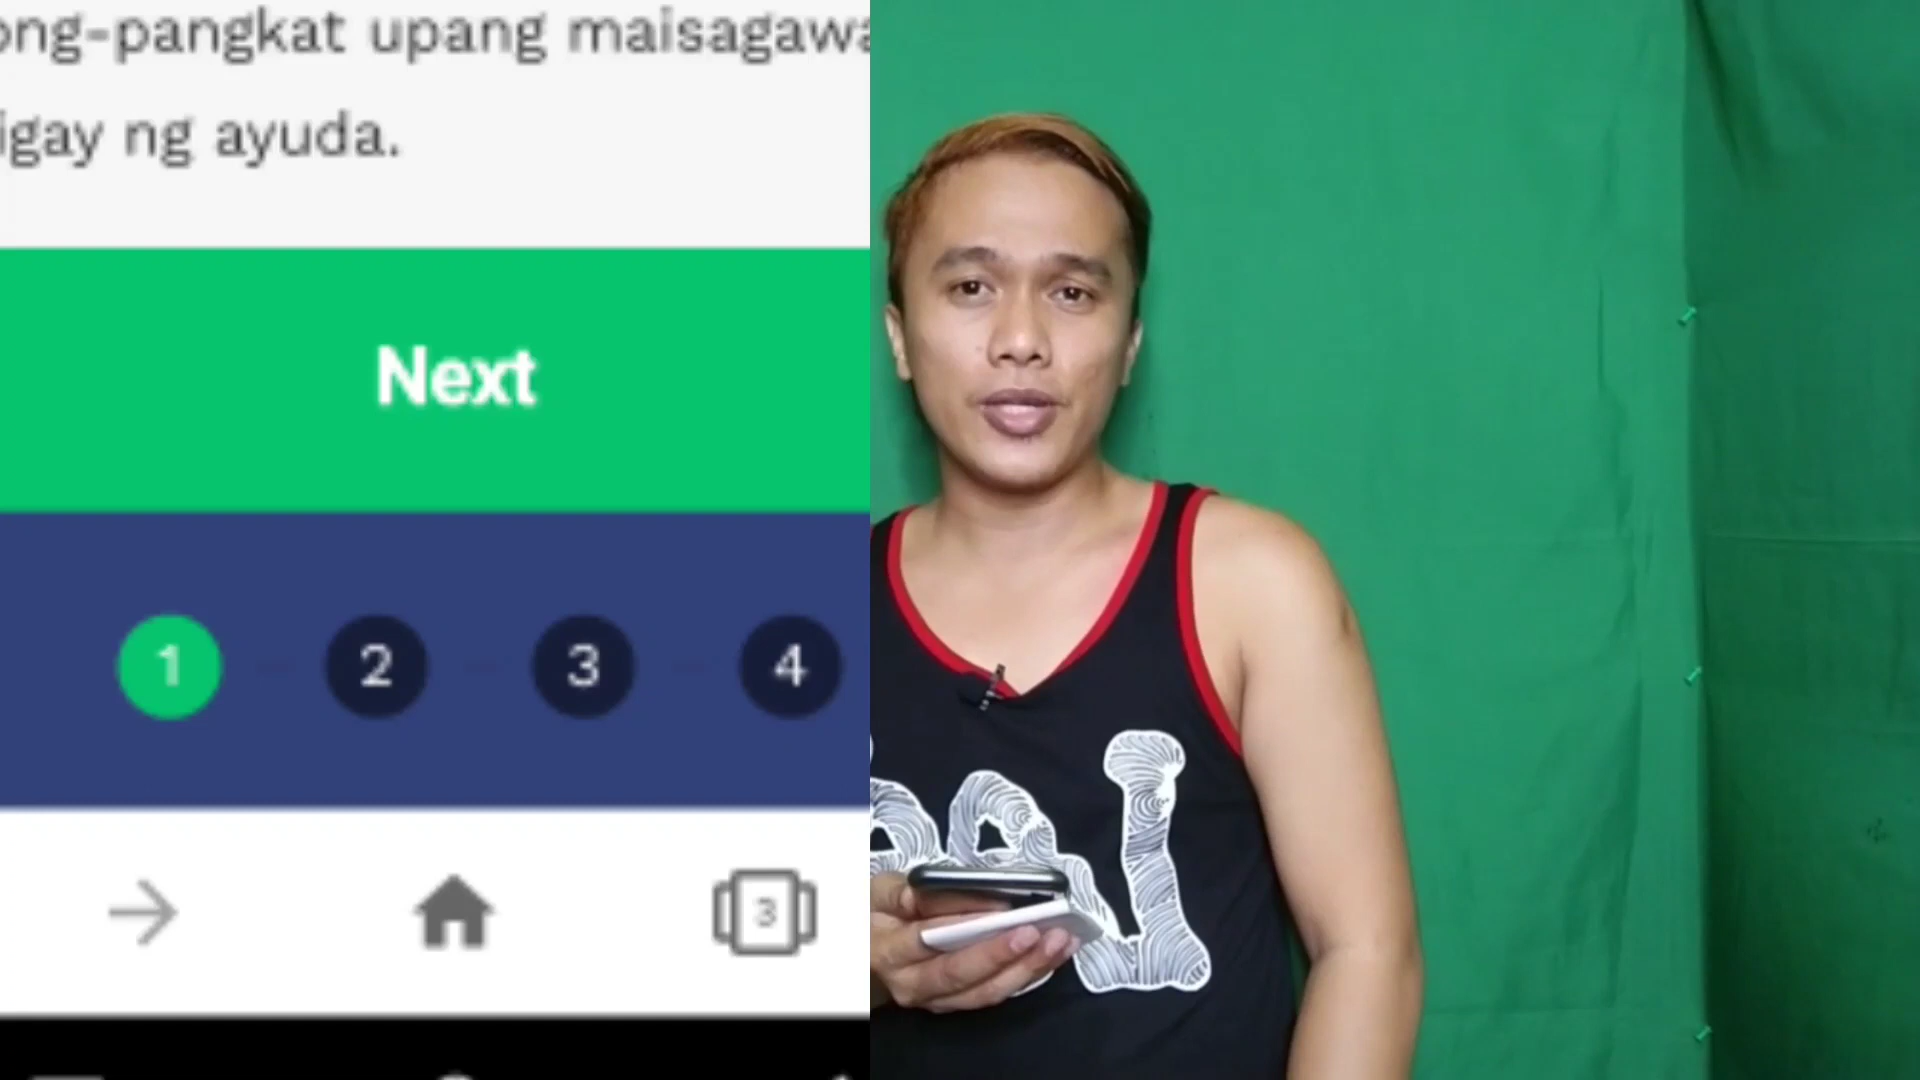 ong-pangkat upang maisagawa
igay ng ayuda.
Next
1 2 3 4
3